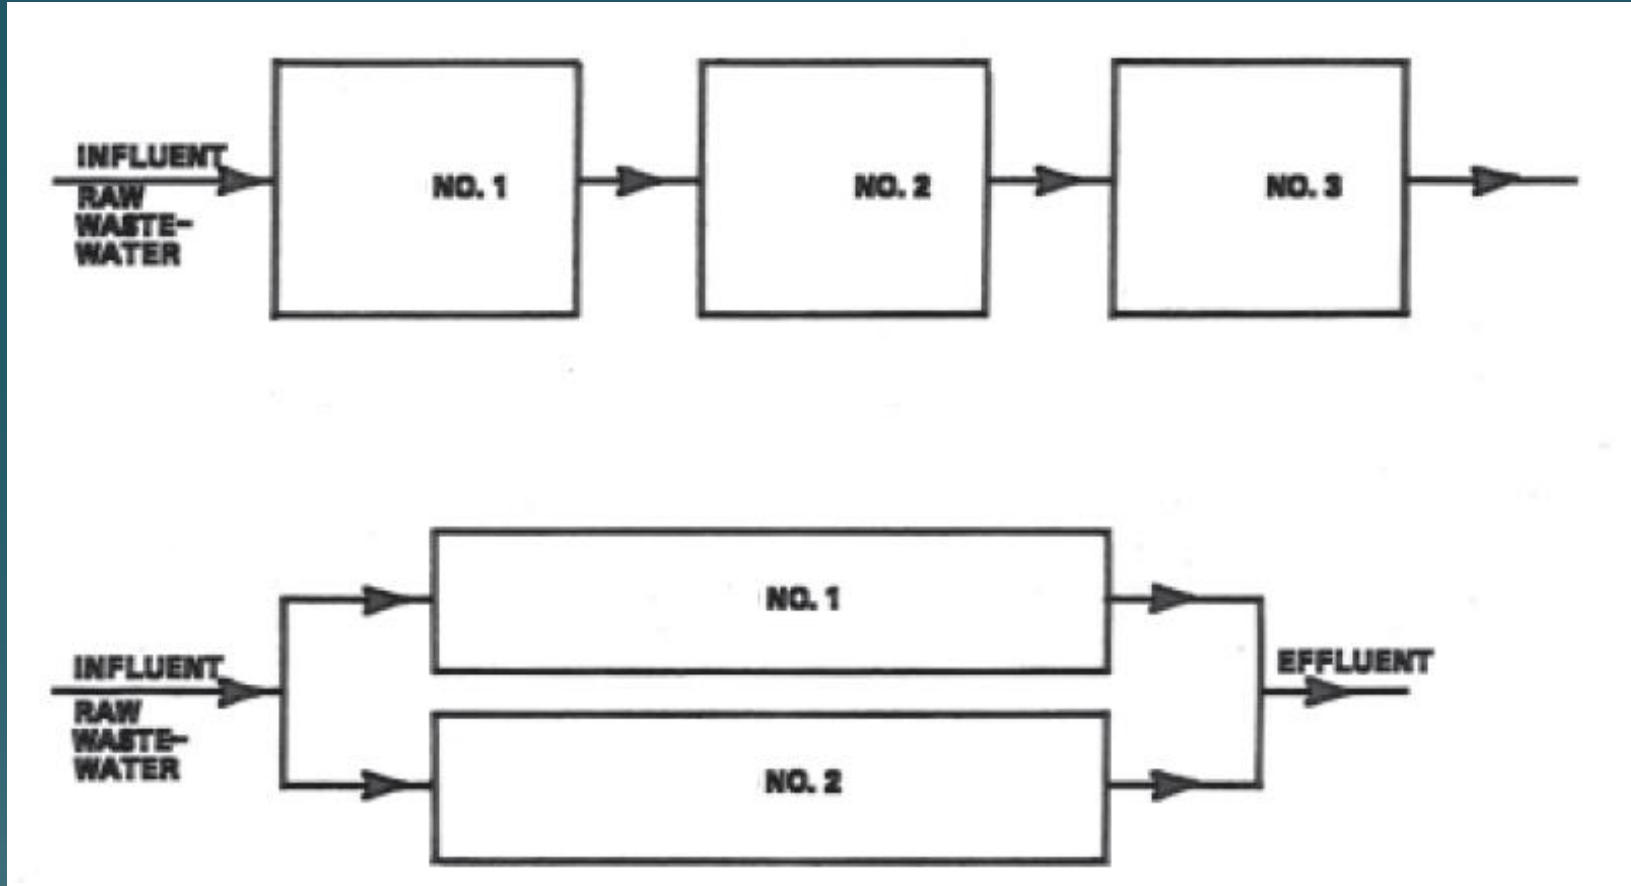 INFLUENT
RAW
WASTE-
WATER
NO. 1
NO. 2
NO. 3
INFLUENT
RAW
WASTE-
WATER
NO. 1
NO. 2
EFFLUENT